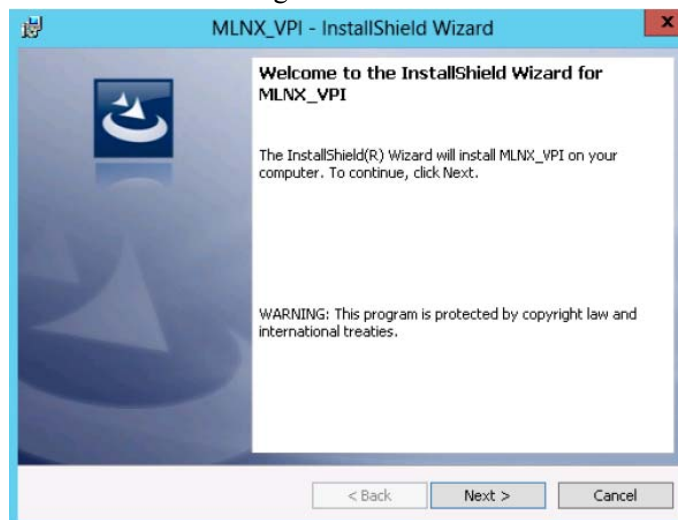 MLNX_VPI - InstallShield Wizard
x
Welcome to the InstallShield Wizard for
MLNX_VPI
The InstallShield(R) Wizard will install MLNX_VPI on your
computer. To continue, click Next.
WARNING: This program is protected by copyright law and
international treaties.
< Back Next > Cancel